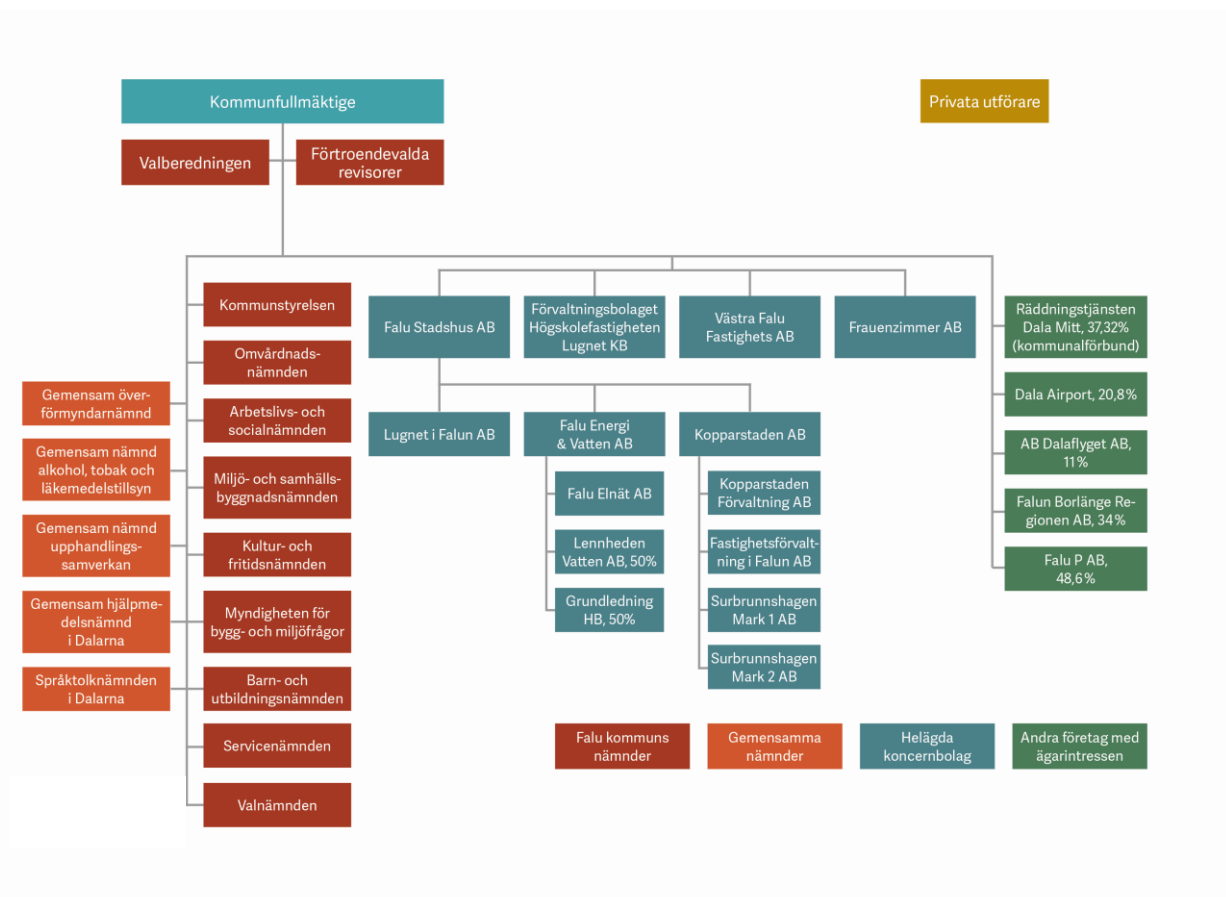 Kommunfullmäktige
Privata utförare
Valberedningen
Förtroendevalda
revisorer
Kommunstyrelsen
Omvårdnads-
nämnden
Arbetslivs- och
socialnämnden
Miljö- och samhälls-
byggnadsnämnden
Kultur- och
fritidsnämnden
Myndigheten för
bygg- och miljöfrågor
Barn- och
utbildningsnämnden
Servicenämnden
Valnämnden
Gemensam över-
förmyndarnämnd
Gemensam nämnd
alkohol, tobak och
läkemedelstillsyn
Gemensam nämnd
upphandlings-
samverkan
Gemensam hjälpme-
delsnämnd
i Dalarna
Språktolknämnden
i Dalarna
Falu Stadshus AB
Förvaltningsbolaget
Högskolefastigheten
Lugnet KB
Västra Falu
Fastighets AB
Frauenzimmer AB
Lugnet i Falun AB
Falu Energi
& Vatten AB
Kopparstaden AB
Falu Elnät AB
Lennheden
Vatten AB, 50%
Grundledning
HB, 50%
Kopparstaden
Förvaltning AB
Fastighetsförvalt-
ning i Falun AB
Surbrunnshagen
Mark 1 AB
Surbrunnshagen
Mark 2 AB
Räddningstjänsten
Dala Mitt, 37,32%
(kommunalförbund)
Dala Airport, 20,8%
AB Dalaflyget AB,
11%
Falun Borlänge Re-
gionen AB, 34%
Falu P AB,
48,6%
Falu kommuns
nämnder
Gemensamma
nämnder
Helägda
koncernbolag
Andra företag med
ägarintressen